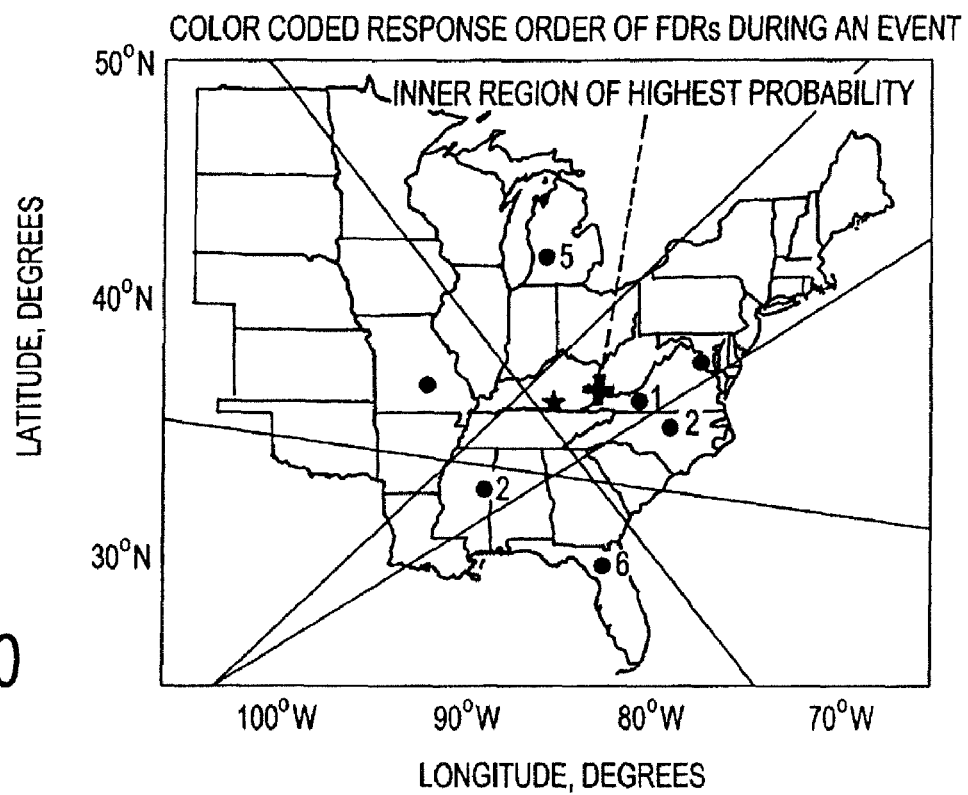 COLOR CODED RESPONSE ORDER OF FDRs DURING AN EVENT
50°N
INNER REGION OF HIGHEST PROBABILITY
5
LATITUDE, DEGREES
40°N
1
2
2
30°N
6
0
100°W 90°W 80°W 70°W
LONGITUDE, DEGREES